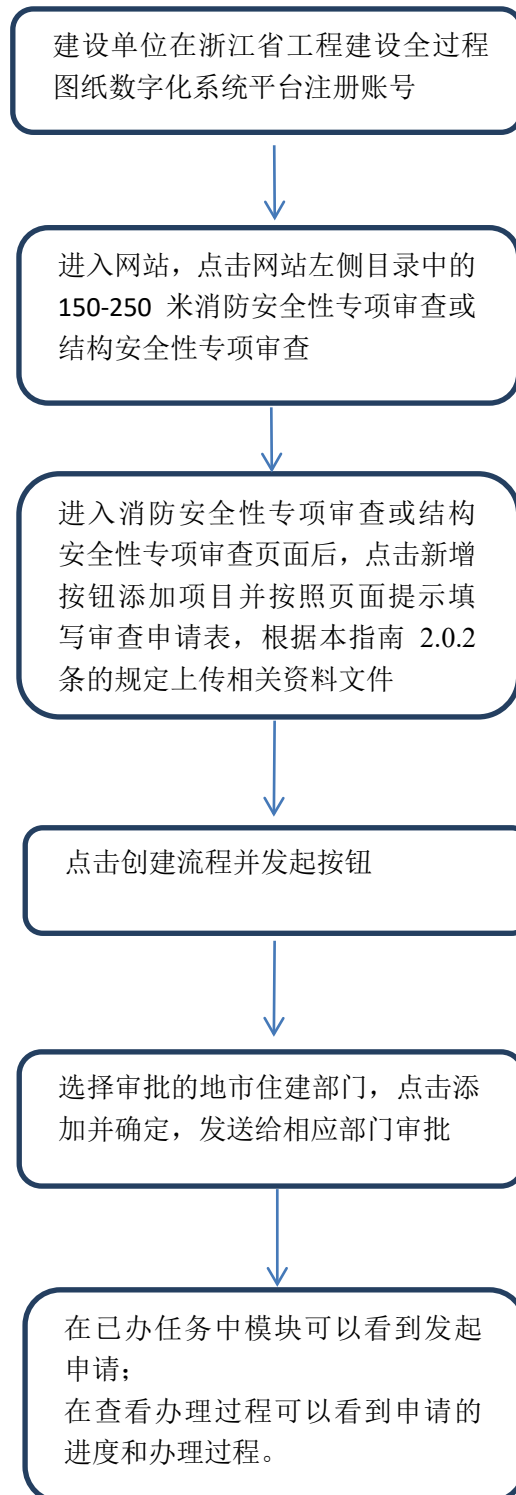 建设单位在浙江省工程建设全过程
图纸数字化系统平台注册账号
进入网站，点击网站左侧目录中的
150-250 米消防安全性专项审查或
结构安全性专项审查
进入消防安全性专项审查或结构
安全性专项审查页面后，点击新增
按钮添加项目并按照页面提示填
写审查申请表，根据本指南 2.0.2
条的规定上传相关资料文件
点击创建流程并发起按钮
选择审批的地市住建部门，点击添
加并确定，发送给相应部门审批
在已办任务中模块可以看到发起
申请；
在查看办理过程可以看到申请的
进度和办理过程。